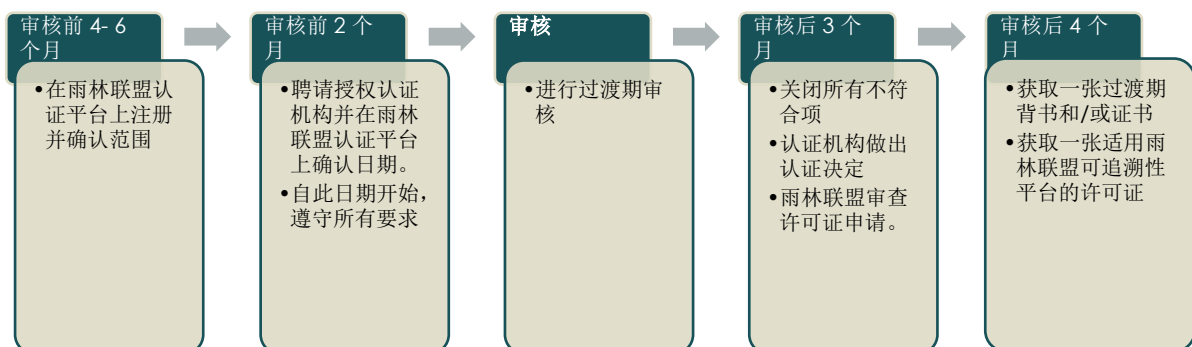 审核前 4- 6
个月
•在雨林联盟认
证平台上注册
并确认范围
审核前 2 个
月
•聘请授权认证
机构并在雨林
联盟认证平台
上确认日期。
•自此日期开始，
遵守所有要求
审核
•进行过渡期审
核
审核后 3 个
月
•关闭所有不符
合项
•认证机构做出
认证决定
•雨林联盟审查
许可证申请。
审核后 4 个
月
•获取一张过渡期
背书和/或证书
•获取一张适用雨
林联盟可追溯性
平台的许可证